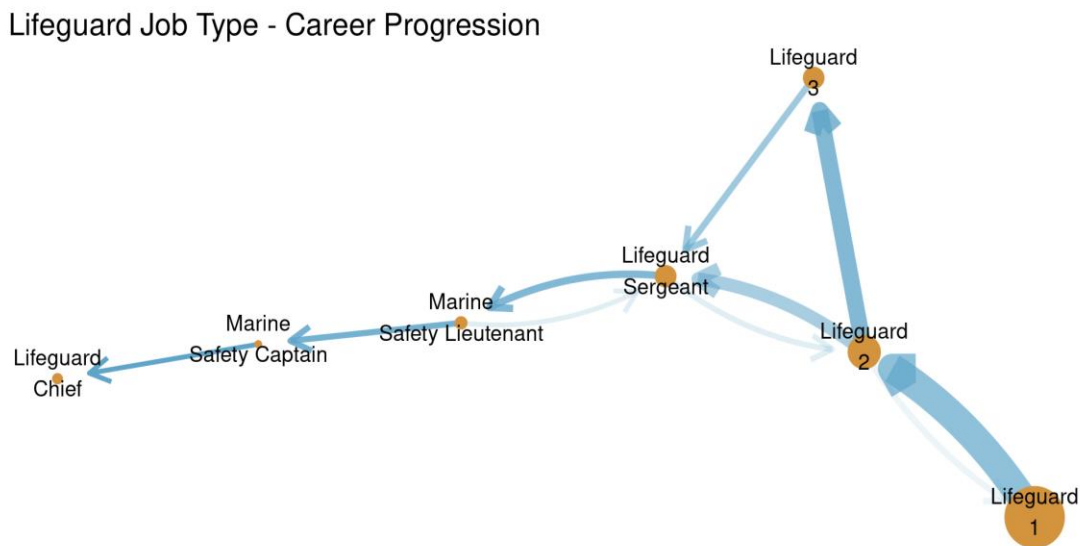 Lifeguard Job Type - Career Progression
Lifeguard
3
Lifeguard
Sergeant
Marine
Safety Lieutenant
Marine
Safety Captain
Lifeguard
Chief
Lifeguard
2
Lifeguard
1